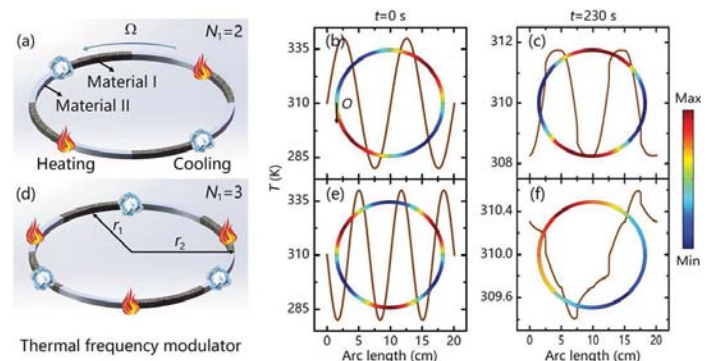 t=0 s
t=230 s
(a)
Ω
N₁=2
Material I
Material II
Heating
Cooling
(b)
O
335
310
285
(c)
312
310
308
Max
Min
T (K)
(d)
N₁=3
r₁
r₂
(e)
335
310
285
0 5 10 15 20
Arc length (cm)
(f)
310.4
310.0
309.6
0 5 10 15 20
Arc length (cm)
Thermal frequency modulator